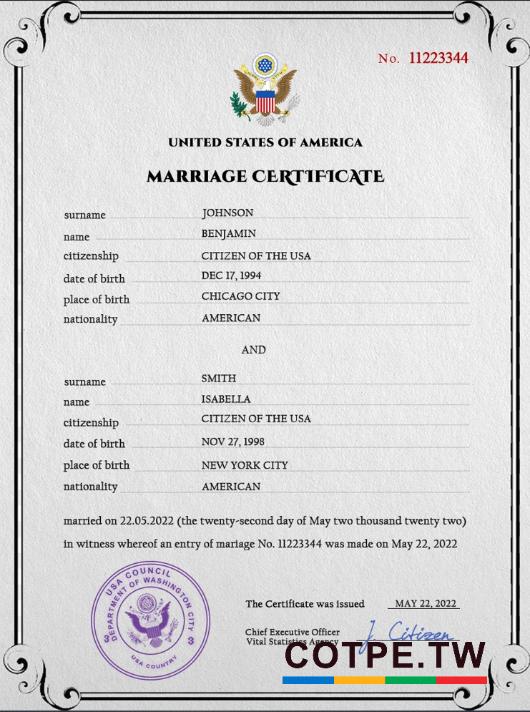 No. 11223344
UNITED STATES OF AMERICA
MARRIAGE CERTIFICATE
surname JOHNSON
name BENJAMIN
citizenship CITIZEN OF THE USA
date of birth DEC 17, 1994
place of birth CHICAGO CITY
nationality AMERICAN
AND
surname SMITH
name ISABELLA
citizenship CITIZEN OF THE USA
date of birth NOV 27, 1998
place of birth NEW YORK CITY
nationality AMERICAN
married on 22.05.2022 (the twenty-second day of May two thousand twenty two)
in witness whereof an entry of mariage No. 11223344 was made on May 22, 2022
USA COUNCIL
DEPARTMENT OF WASHINGTON CITY
3 3
USA COUNTRY
The Certificate was issued MAY 22, 2022
Chief Executive Officer
Vital Statistics Agency
J. Citizen
COTPE.TW